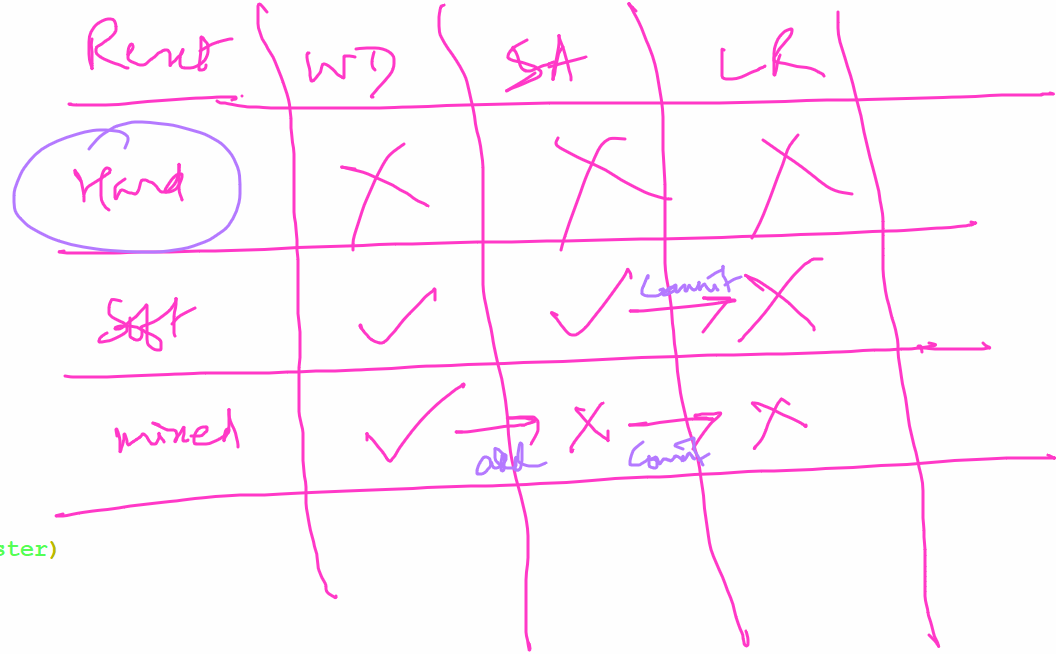 Reset WD SA LR
Hard
Soft Commit
mixed
add Commit
ster)